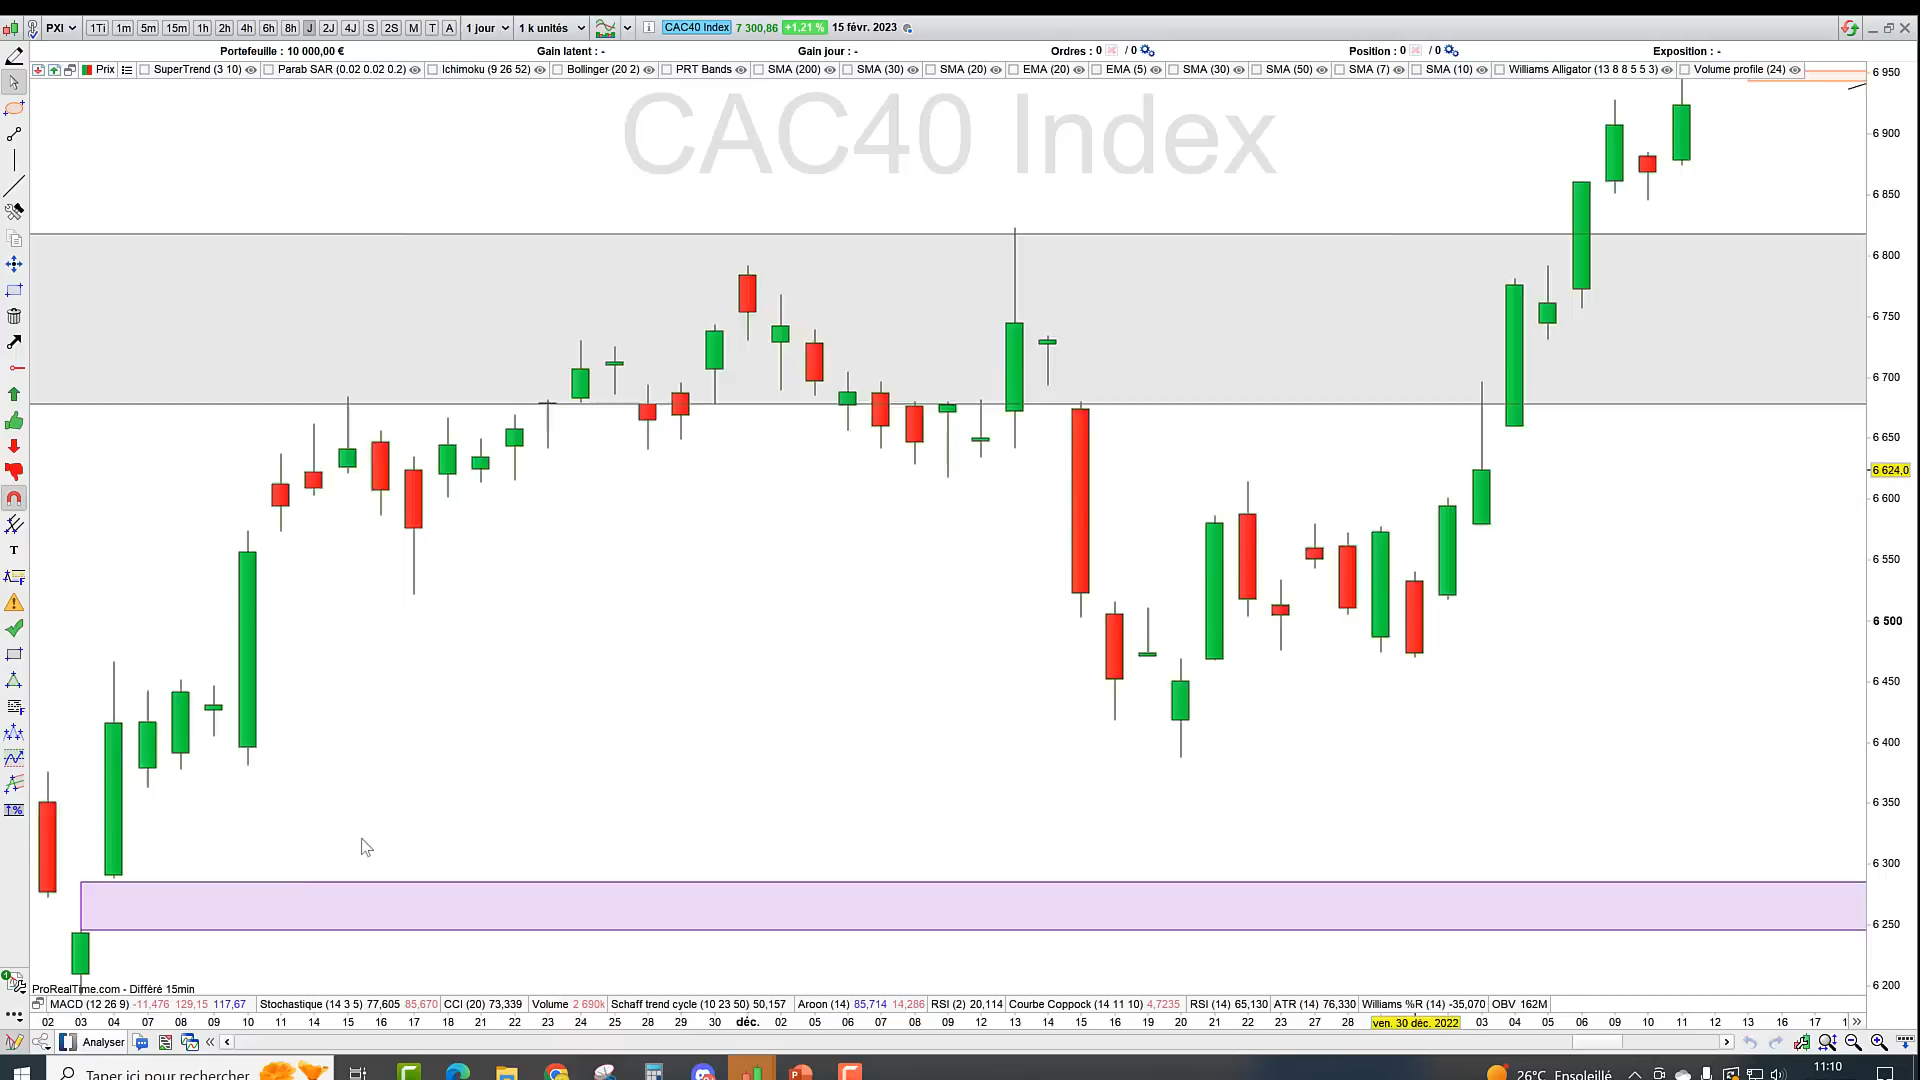 PXI 1Ti 1m 5m 15m 1h 2h 4h 6h 8h J 2J 4J S 2S M T A 1 jour 1 k unités CAC40 Index 7 300,86 +1,21 % 15 févr. 2023
Portefeuille : 10 000,00 € Gain latent : - Gain jour : - Ordres : 0 / 0 Position : 0 / 0 Exposition : -
Prix SuperTrend (3 10) Parab SAR (0.02 0.02 0.2) Ichimoku (9 26 52) Bollinger (20 2) PRT Bands SMA (200) SMA (30) SMA (20) EMA (20) EMA (5) SMA (30) SMA (50) SMA (7) SMA (10) Williams Alligator (13 8 8 5 5 3) Volume profile (24)
CAC40 Index
6 950
6 900
6 850
6 800
6 750
6 700
6 650
6 624,0
6 600
6 550
6 500
6 450
6 400
6 350
6 300
6 250
6 200
ProRealTime.com - Différé 15min
MACD (12 26 9) -11,476 129,15 117,67 Stochastique (14 3 5) 77,605 85,670 CCI (20) 73,339 Volume 2 690k Schaff trend cycle (10 23 50) 50,157 Aroon (14) 85,714 14,286 RSI (2) 20,114 Courbe Coppock (14 11 10) 4,7235 RSI (14) 65,130 ATR (14) 76,330 Williams %R (14) -35,070 OBV 162M
02 03 04 07 08 09 10 11 14 15 16 17 18 21 22 23 24 25 28 29 30 déc. 02 05 06 07 08 09 12 13 14 15 16 19 20 21 22 23 27 28 ven. 30 déc. 2022 03 04 05 06 09 10 11 12 13 16 17
Analyser
Taper ici pour rechercher 26°C Ensoleillé 11:10